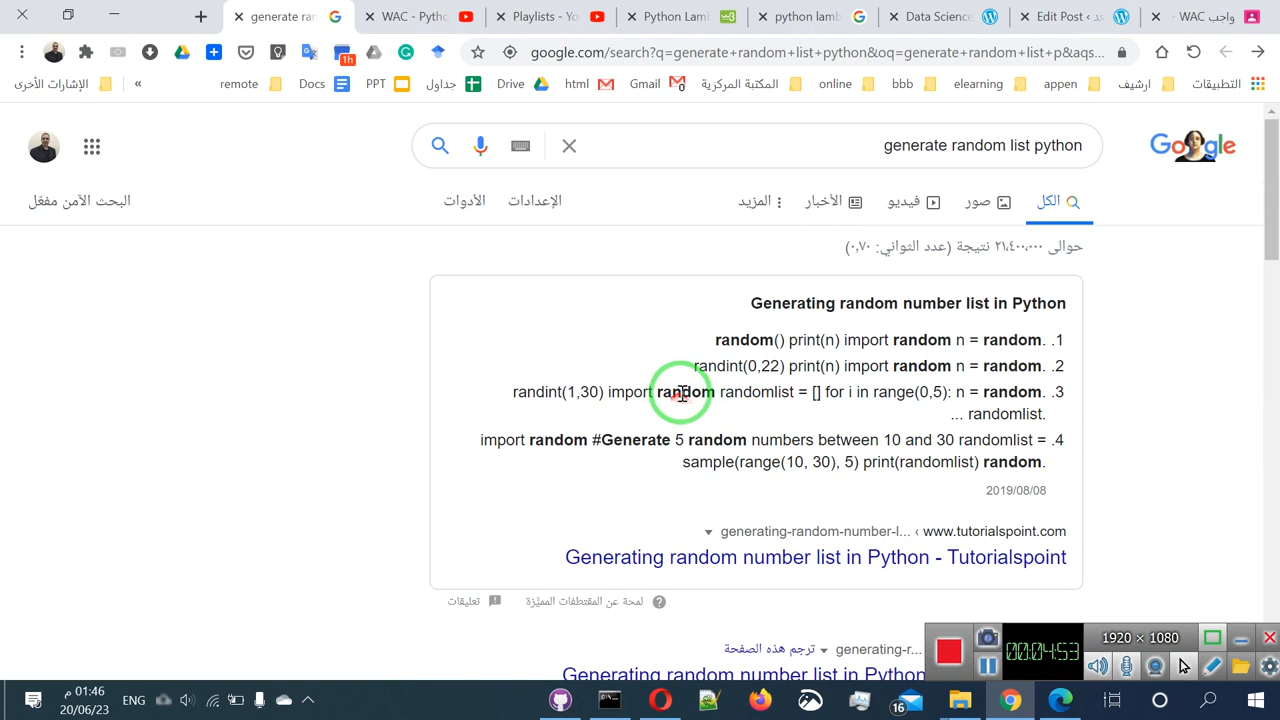 generate ran
WAC - Pytho
Playlists - Yo
Python Lamb
python lamb
Data Science
Edit Post ‹ عد
WAC - واجب
google.com/search?q=generate+random+list+python&oq=generate+random+list+p&aqs...
1h
التطبيقات
ارشيف
appen
elearning
bbb
online
المكتبة المركزية
Gmail
html
Drive
جداول
PPT
Docs
remote
»
الإشارات الأخرى
generate random list python
Google
الكل
صور
فيديو
الأخبار
المزيد
الإعدادات
الأدوات
البحث الآمن مفعّل
حوالى ٢١٬٤٠٠٬٠٠٠ نتيجة (عدد الثواني: ٠٫٧٠)
Generating random number list in Python
random() print(n) import random n = random. .1
randint(0,22) print(n) import random n = random. .2
randint(1,30) import random randomlist = [] for i in range(0,5): n = random. .3
... randomlist.
import random #Generate 5 random numbers between 10 and 30 randomlist = .4
sample(range(10, 30), 5) print(randomlist) random.
2019/08/08
generating-random-number-l... ‹ www.tutorialspoint.com
Generating random number list in Python - Tutorialspoint
لمحة عن المقتطفات المميَّزة
تعليقات
ترجم هذه الصفحة
generating-r...
Generating random number list in Python
1920 × 1080
00:04:53
01:46 م
20/06/23
ENG
16